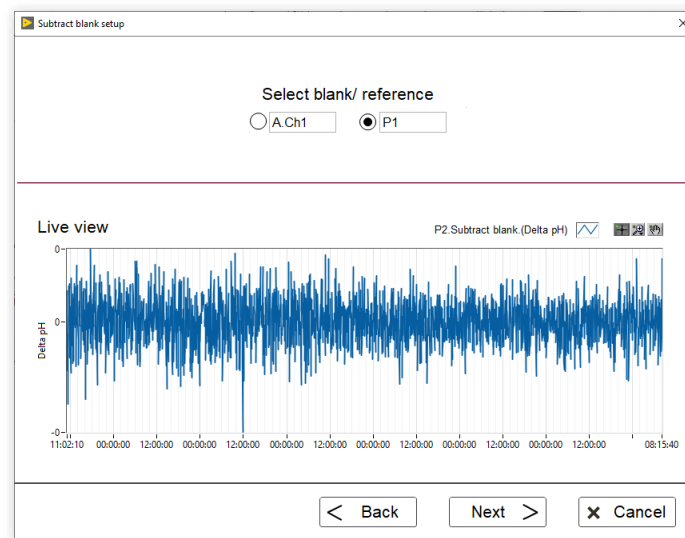 Subtract blank setup
Select blank/ reference
A.Ch1 P1
Live view
P2.Subtract blank.(Delta pH)
0
0
-0
Delta pH
11:02:10 00:00:00 12:00:00 00:00:00 12:00:00 00:00:00 12:00:00 00:00:00 12:00:00 00:00:00 12:00:00 00:00:00 12:00:00 08:15:40
< Back Next > Cancel